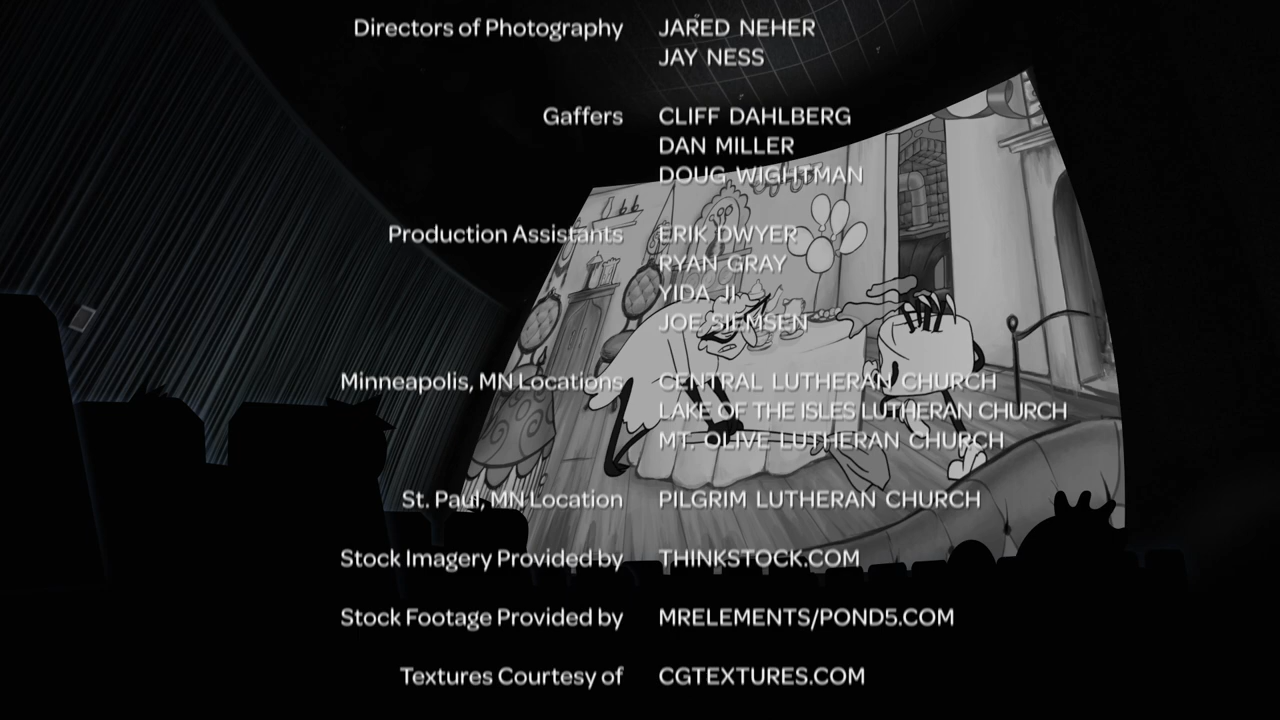 Directors of Photography JARED NEHER
JAY NESS
Gaffers CLIFF DAHLBERG
DAN MILLER
DOUG WIGHTMAN
Production Assistants ERIK DWYER
RYAN GRAY
YIDA JI
JOE SIEMSEN
Minneapolis, MN Locations CENTRAL LUTHERAN CHURCH
LAKE OF THE ISLES LUTHERAN CHURCH
MT. OLIVE LUTHERAN CHURCH
St. Paul, MN Location PILGRIM LUTHERAN CHURCH
Stock Imagery Provided by THINKSTOCK.COM
Stock Footage Provided by MRELEMENTS/POND5.COM
Textures Courtesy of CGTEXTURES.COM